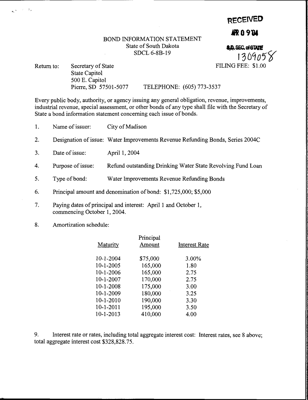 RECEIVED
APR 09 '04
S.D. SEC. of STATE
1309058
BOND INFORMATION STATEMENT
State of South Dakota
SDCL 6-8B-19
FILING FEE: $1.00
Return to: Secretary of State
State Capitol
500 E. Capitol
Pierre, SD 57501-5077 TELEPHONE: (605) 773-3537
Every public body, authority, or agency issuing any general obligation, revenue, improvements,
industrial revenue, special assessment, or other bonds of any type shall file with the Secretary of
State a bond information statement concerning each issue of bonds.
1. Name of issuer: City of Madison
2. Designation of issue: Water Improvements Revenue Refunding Bonds, Series 2004C
3. Date of issue: April 1, 2004
4. Purpose of issue: Refund outstanding Drinking Water State Revolving Fund Loan
5. Type of bond: Water Improvements Revenue Refunding Bonds
6. Principal amount and denomination of bond: $1,725,000; $5,000
7. Paying dates of principal and interest: April 1 and October 1,
commencing October 1, 2004.
8. Amortization schedule:
Principal
Maturity Amount Interest Rate
10-1-2004 $75,000 3.00%
10-1-2005 165,000 1.80
10-1-2006 165,000 2.75
10-1-2007 170,000 2.75
10-1-2008 175,000 3.00
10-1-2009 180,000 3.25
10-1-2010 190,000 3.30
10-1-2011 195,000 3.50
10-1-2013 410,000 4.00
9. Interest rate or rates, including total aggregate interest cost: Interest rates, see 8 above;
total aggregate interest cost $328,828.75.